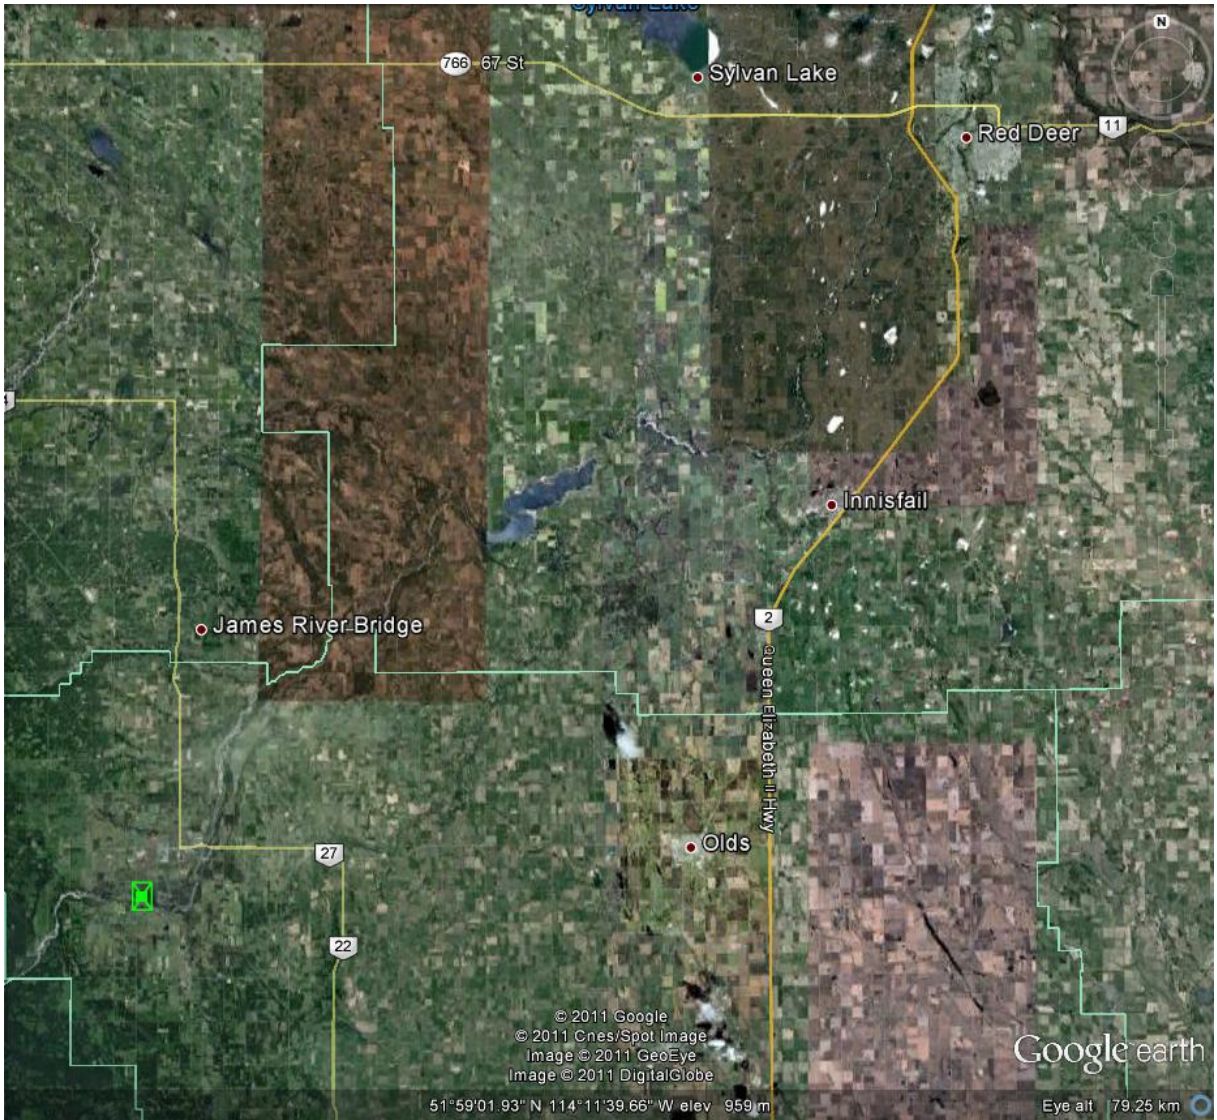 Sylvan Lake
N
766 67 St
Sylvan Lake
Red Deer
11
Innisfail
2
James River Bridge
Queen Elizabeth II Hwy
Olds
27
22
© 2011 Google
© 2011 Cnes/Spot Image
Image © 2011 GeoEye
Image © 2011 DigitalGlobe
Google earth
51°59'01.93" N 114°11'39.66" W elev 959 m
Eye alt 79.25 km